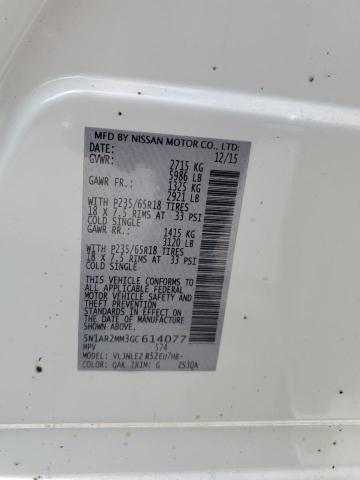 MFD BY NISSAN MOTOR CO., LTD:
DATE: 12/15
GVWR: 2715 KG
5986 LB
GAWR FR.: 1325 KG
2921 LB
WITH P235/65R18 TIRES
18 X 7.5 RIMS AT 33 PSI
COLD SINGLE
GAWR RR.: 1415 KG
3120 LB
WITH P235/65R18 TIRES
18 X 7.5 RIMS AT 33 PSI
COLD SINGLE
THIS VEHICLE CONFORMS TO
ALL APPLICABLE FEDERAL
MOTOR VEHICLE SAFETY
STANDARDS IN EFFECT ON
THE DATE OF MANUFACTURE
SHOWN ABOVE.
5N1AR2MM3GC614077
MPV 574
MODEL: VLJNLEZ R52EU7HB-
COLOR: QAK TRIM: G 2530A